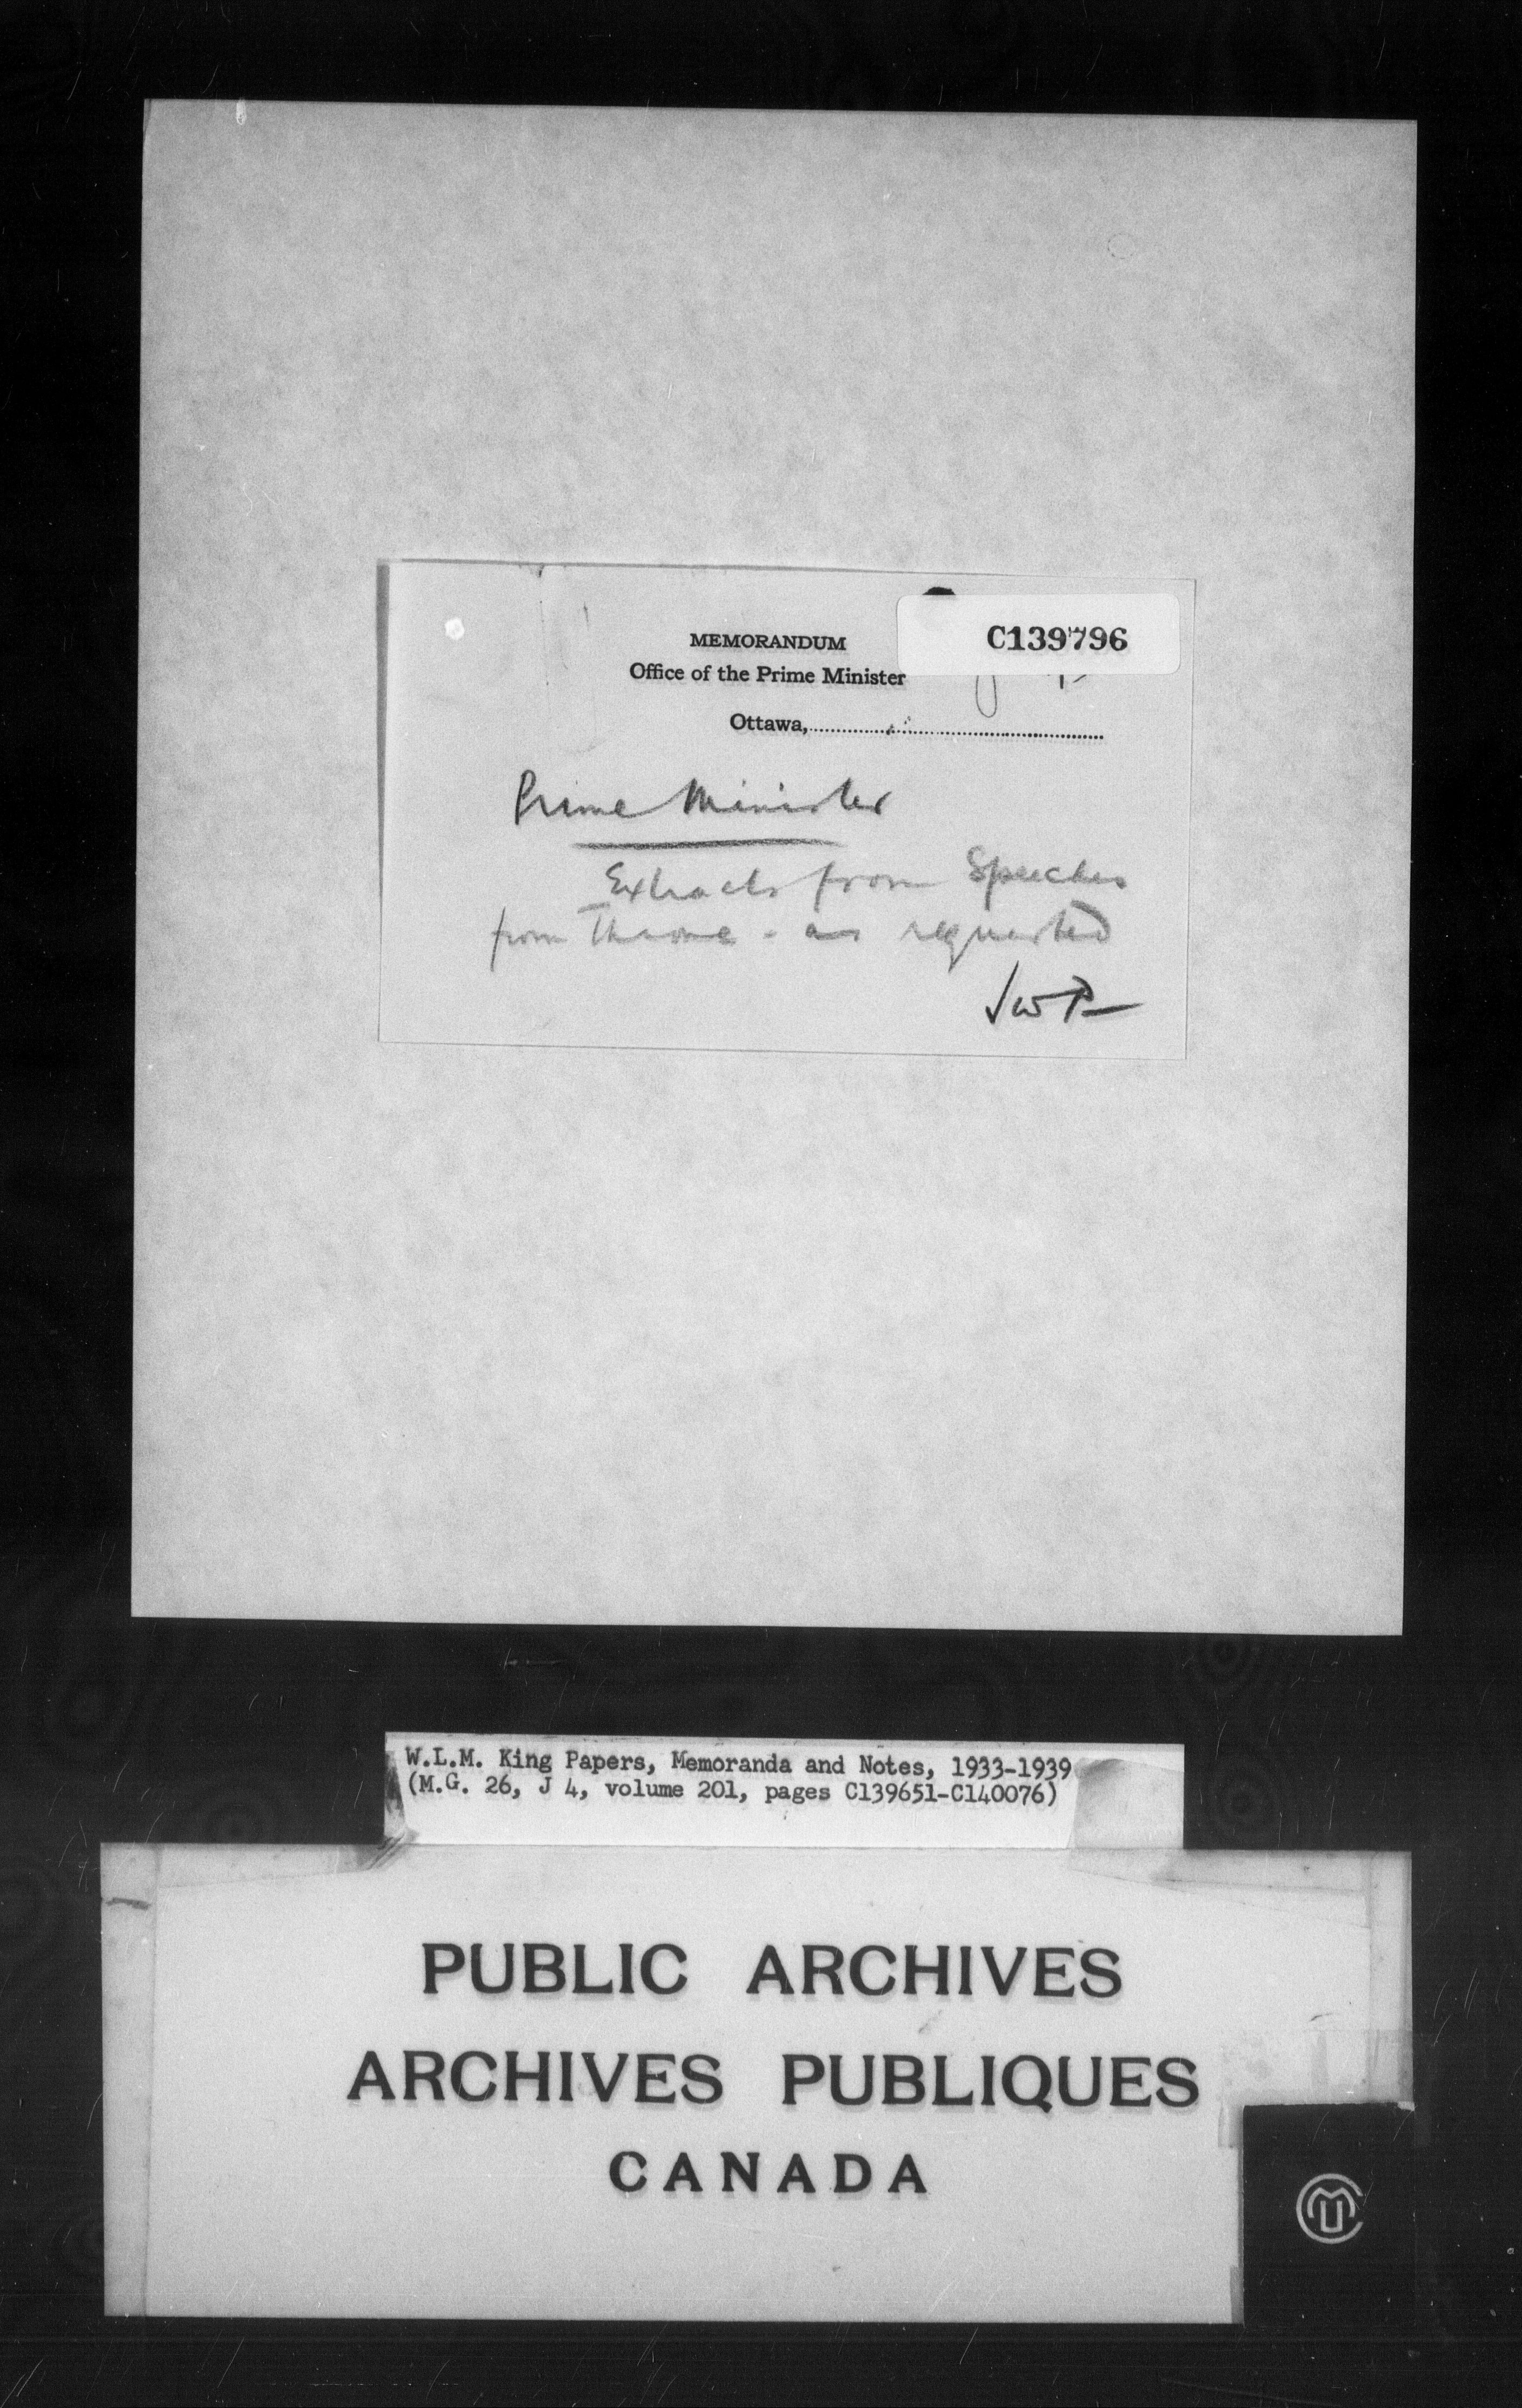 C139796
MEMORANDUM
Office of the Prime Minister
Ottawa,
Prime Minister
Extracts from Speeches
from Throne - as requested
JWP
W.L.M. King Papers, Memoranda and Notes, 1933-1939
(M.G. 26, J 4, volume 201, pages C139651-C140076)
PUBLIC ARCHIVES
ARCHIVES PUBLIQUES
CANADA